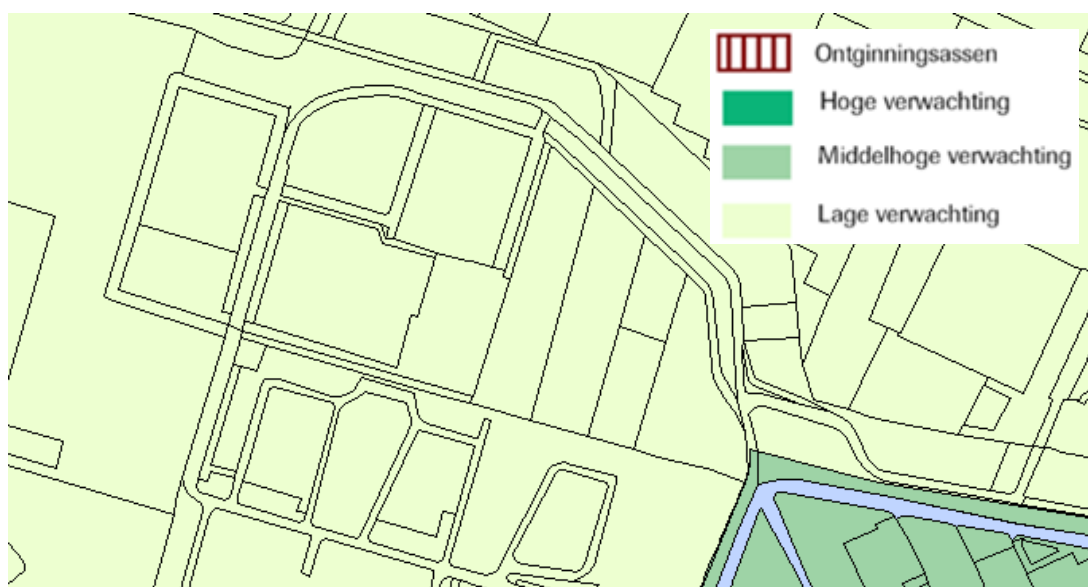 Ontginningsassen
Hoge verwachting
Middelhoge verwachting
Lage verwachting